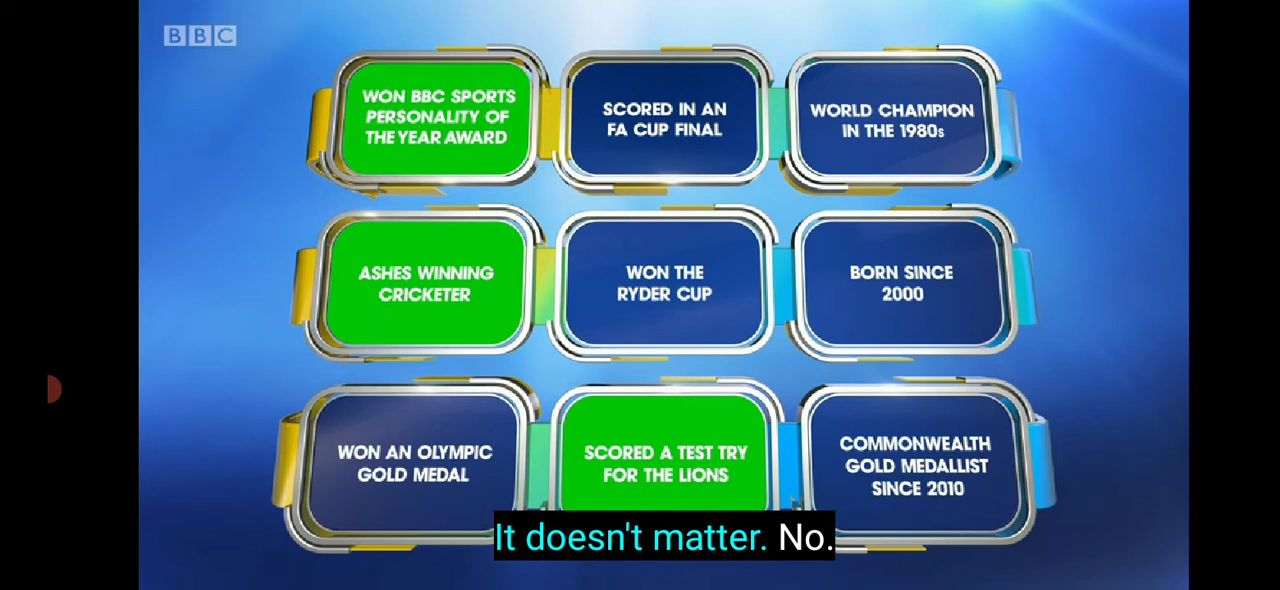 BBC
WON BBC SPORTS
PERSONALITY OF
THE YEAR AWARD
SCORED IN AN
FA CUP FINAL
WORLD CHAMPION
IN THE 1980s
ASHES WINNING
CRICKETER
WON THE
RYDER CUP
BORN SINCE
2000
WON AN OLYMPIC
GOLD MEDAL
SCORED A TEST TRY
FOR THE LIONS
COMMONWEALTH
GOLD MEDALLIST
SINCE 2010
It doesn't matter. No.